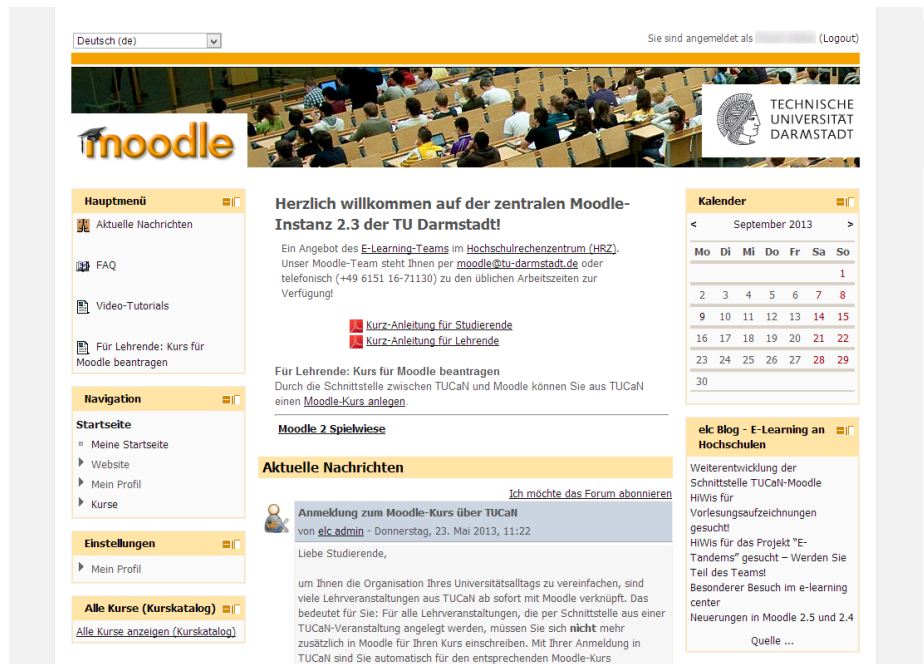 Deutsch (de)
Sie sind angemeldet als (Logout)
moodle
TECHNISCHE
UNIVERSITÄT
DARMSTADT
Hauptmenü
Aktuelle Nachrichten
FAQ
Video-Tutorials
Für Lehrende: Kurs für
Moodle beantragen
Navigation
Startseite
Meine Startseite
Website
Mein Profil
Kurse
Einstellungen
Mein Profil
Alle Kurse (Kurskatalog)
Alle Kurse anzeigen (Kurskatalog)
Herzlich willkommen auf der zentralen Moodle-
Instanz 2.3 der TU Darmstadt!
Ein Angebot des E-Learning-Teams im Hochschulrechenzentrum (HRZ).
Unser Moodle-Team steht Ihnen per moodle@tu-darmstadt.de oder
telefonisch (+49 6151 16-71130) zu den üblichen Arbeitszeiten zur
Verfügung!
Kurz-Anleitung für Studierende
Kurz-Anleitung für Lehrende
Für Lehrende: Kurs für Moodle beantragen
Durch die Schnittstelle zwischen TUCaN und Moodle können Sie aus TUCaN
einen Moodle-Kurs anlegen.
Moodle 2 Spielwiese
Aktuelle Nachrichten
Ich möchte das Forum abonnieren
Anmeldung zum Moodle-Kurs über TUCaN
von elc admin - Donnerstag, 23. Mai 2013, 11:22
Liebe Studierende,
um Ihnen die Organisation Ihres Universitätsalltags zu vereinfachen, sind
viele Lehrveranstaltungen aus TUCaN ab sofort mit Moodle verknüpft. Das
bedeutet für Sie: Für alle Lehrveranstaltungen, die per Schnittstelle aus einer
TUCaN-Veranstaltung angelegt werden, müssen Sie sich nicht mehr
zusätzlich in Moodle für Ihren Kurs einschreiben. Mit Ihrer Anmeldung in
TUCaN sind Sie automatisch für den entsprechenden Moodle-Kurs
Kalender
< September 2013 >
Mo Di Mi Do Fr Sa So
1
2 3 4 5 6 7 8
9 10 11 12 13 14 15
16 17 18 19 20 21 22
23 24 25 26 27 28 29
30
elc Blog - E-Learning an
Hochschulen
Weiterentwicklung der
Schnittstelle TUCaN-Moodle
HiWis für
Vorlesungsaufzeichnungen
gesucht!
HiWis für das Projekt “E-
Tandems” gesucht – Werden Sie
Teil des Teams!
Besonderer Besuch im e-learning
center
Neuerungen in Moodle 2.5 und 2.4
Quelle ...